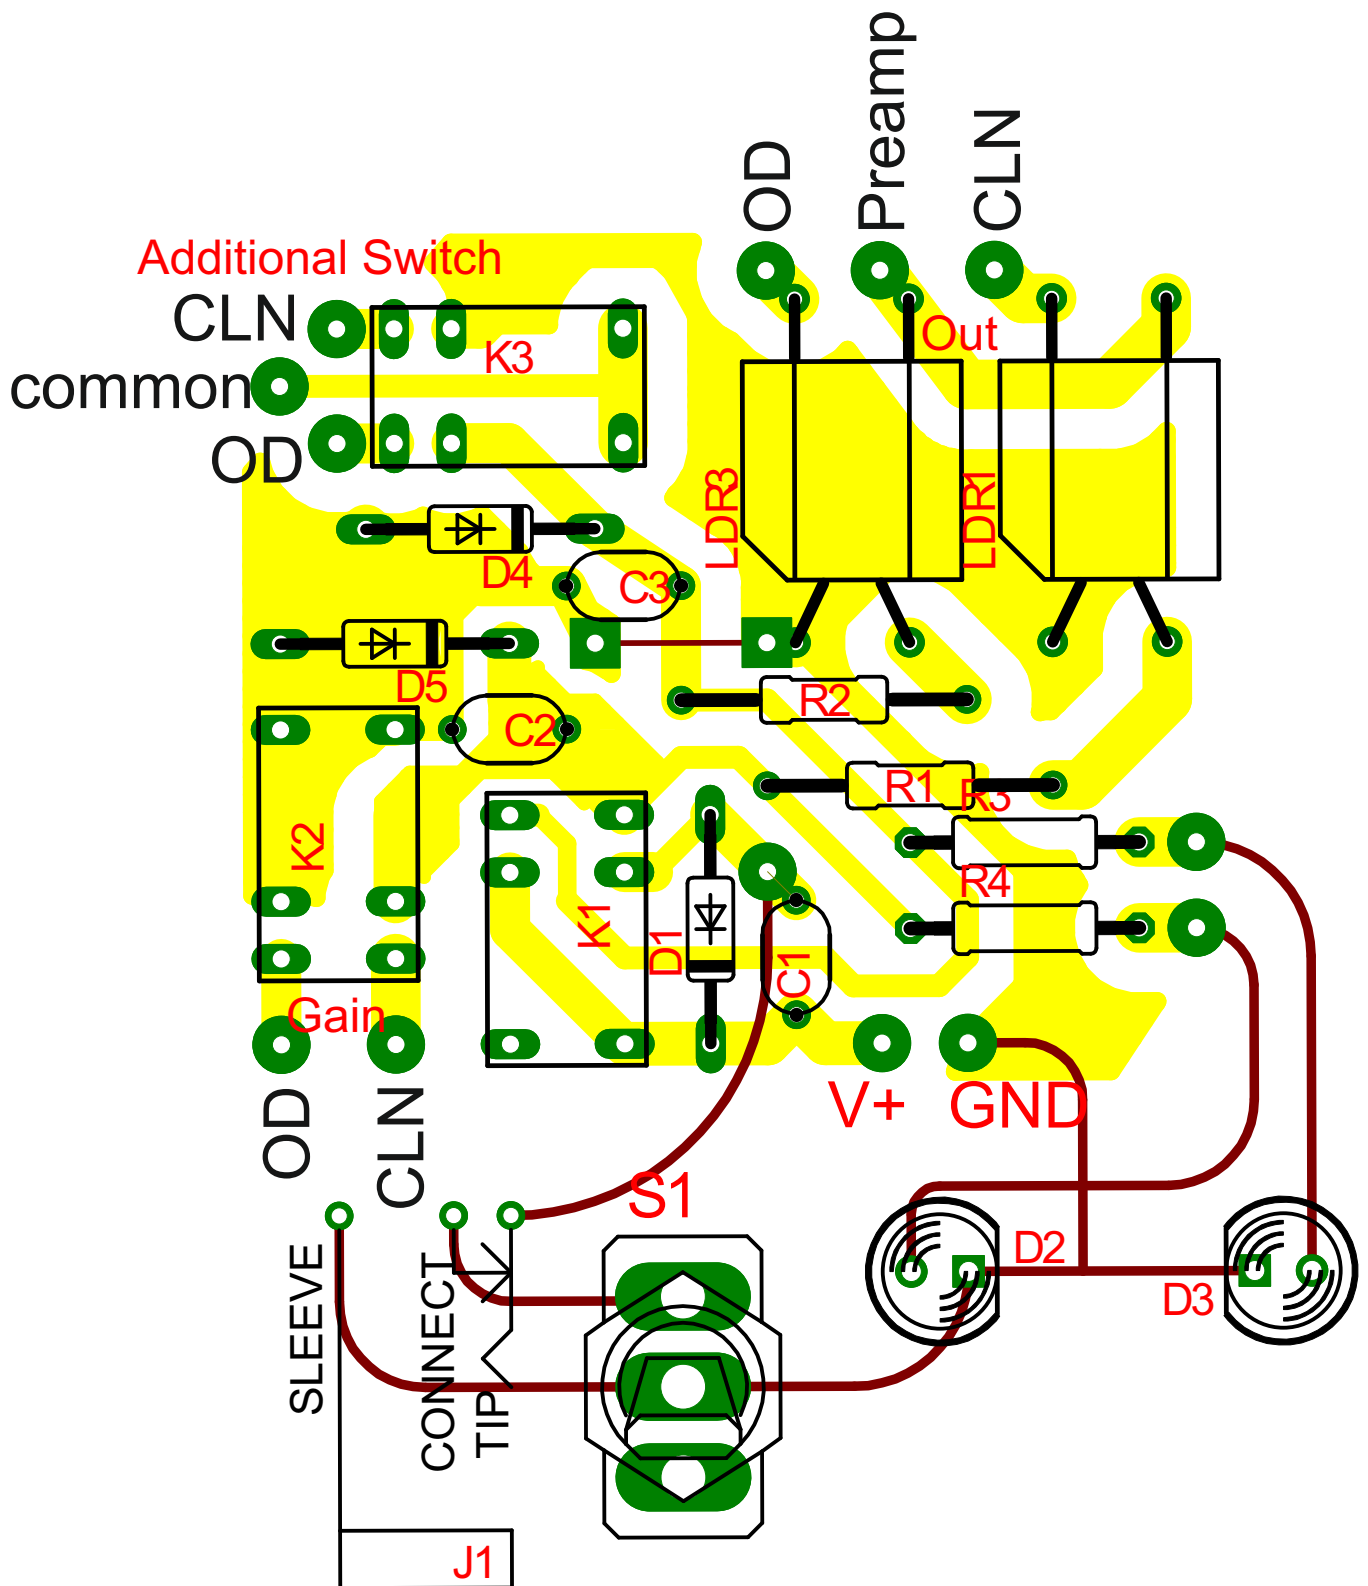 Preamp
OD
CLN
Additional Switch
CLN
Out
K3
common
OD
LDR3
LDR1
D4
C3
D5
R2
C2
R1
R3
K2
R4
K1
D1
C1
Gain
V+
GND
OD
CLN
S1
D2
D3
SLEEVE
CONNECT
TIP
J1